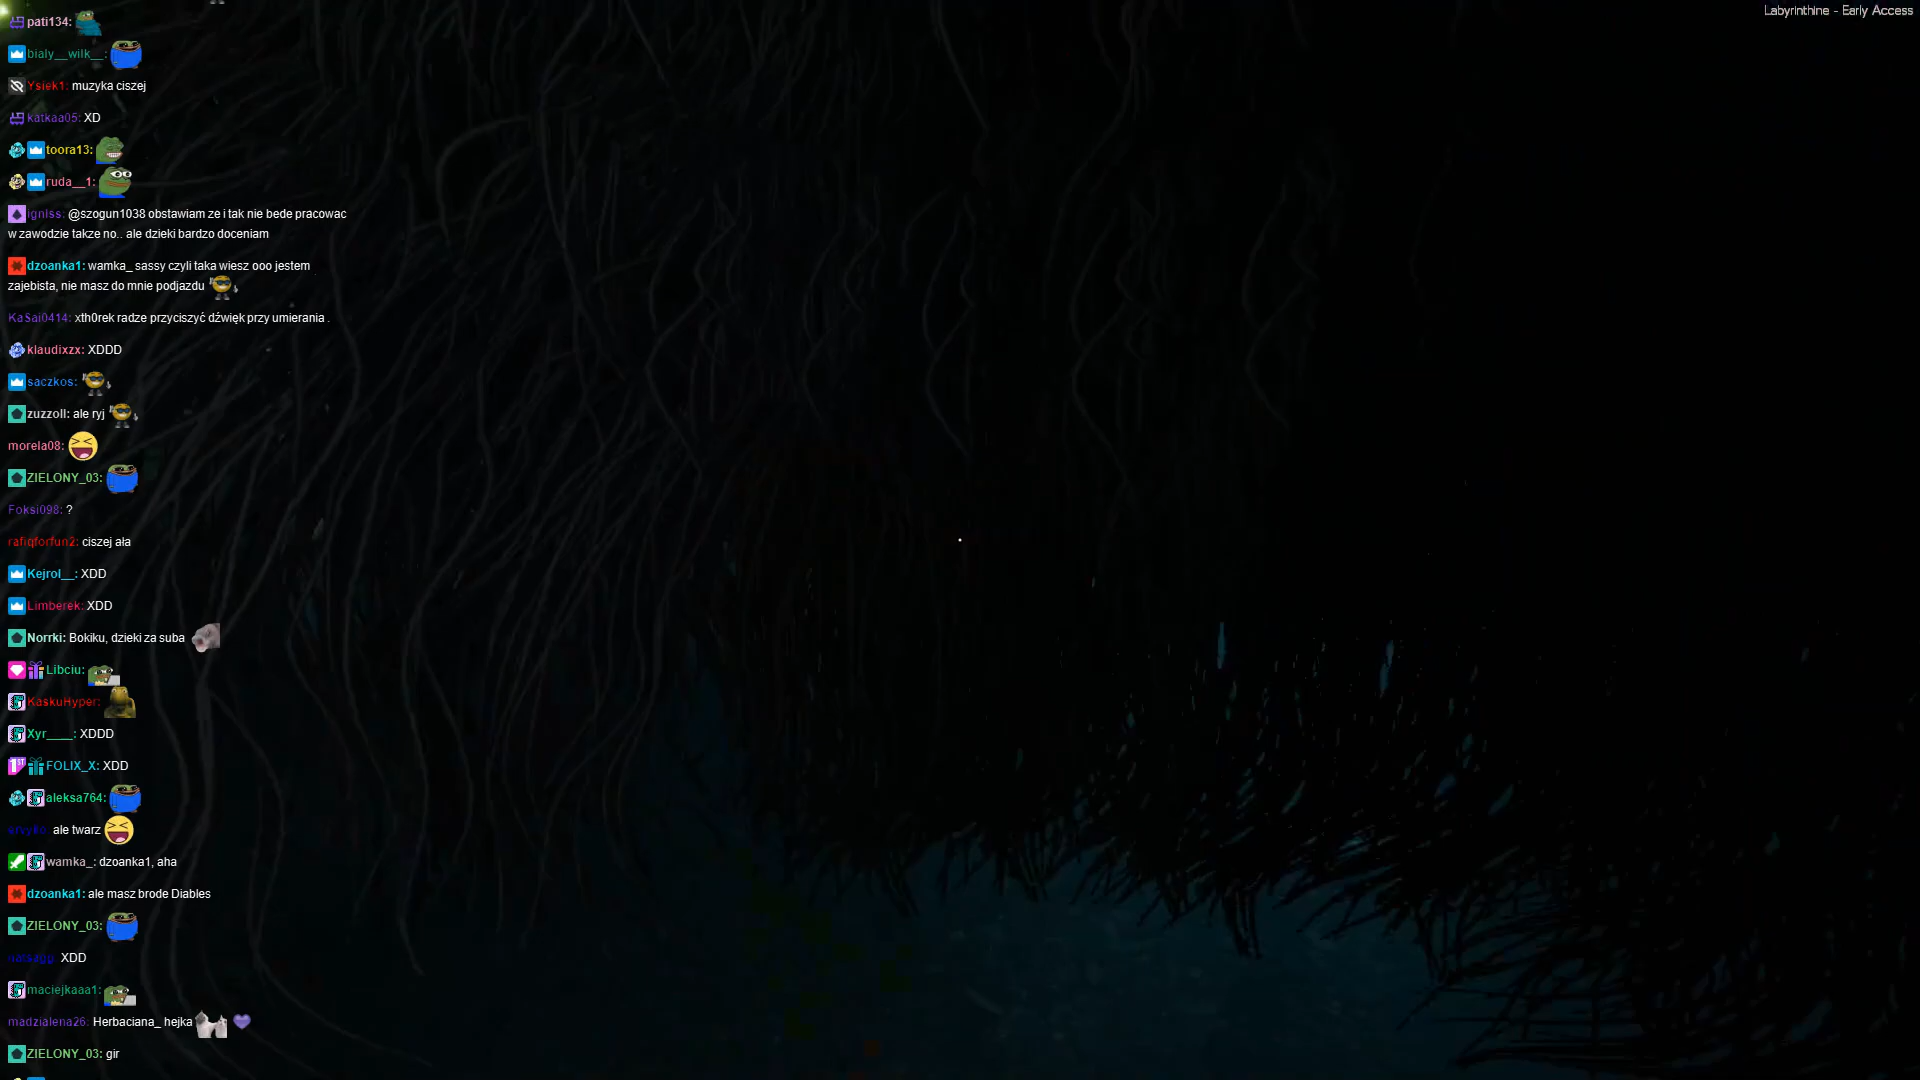 Labyrinthine - Early Access
pati134:
bialy__wilk__:
Ysiek1: muzyka ciszej
katkaa05: XD
toora13:
ruda__1:
igniss: @szogun1038 obstawiam ze i tak nie bede pracowac
w zawodzie takze no.. ale dzieki bardzo doceniam
dzoanka1: wamka_ sassy czyli taka wiesz ooo jestem
zajebista, nie masz do mnie podjazdu
KaSai0414: xth0rek radze przyciszyć dźwięk przy umierania .
klaudixzx: XDDD
saczkos:
zuzzoll: ale ryj
morela08:
ZIELONY_03:
Foksi098: ?
rafiqforfun2: ciszej ała
Kejrol__: XDD
Limberek: XDD
Norrki: Bokiku, dzieki za suba
Libciu:
KaskuHyper:
Xyr____: XDDD
FOLIX_X: XDD
aleksa764:
ale twarz
wamka_: dzoanka1, aha
dzoanka1: ale masz brode Diables
ZIELONY_03:
XDD
maciejkaaa1:
madzialena26: Herbaciana_ hejka
ZIELONY_03: gir